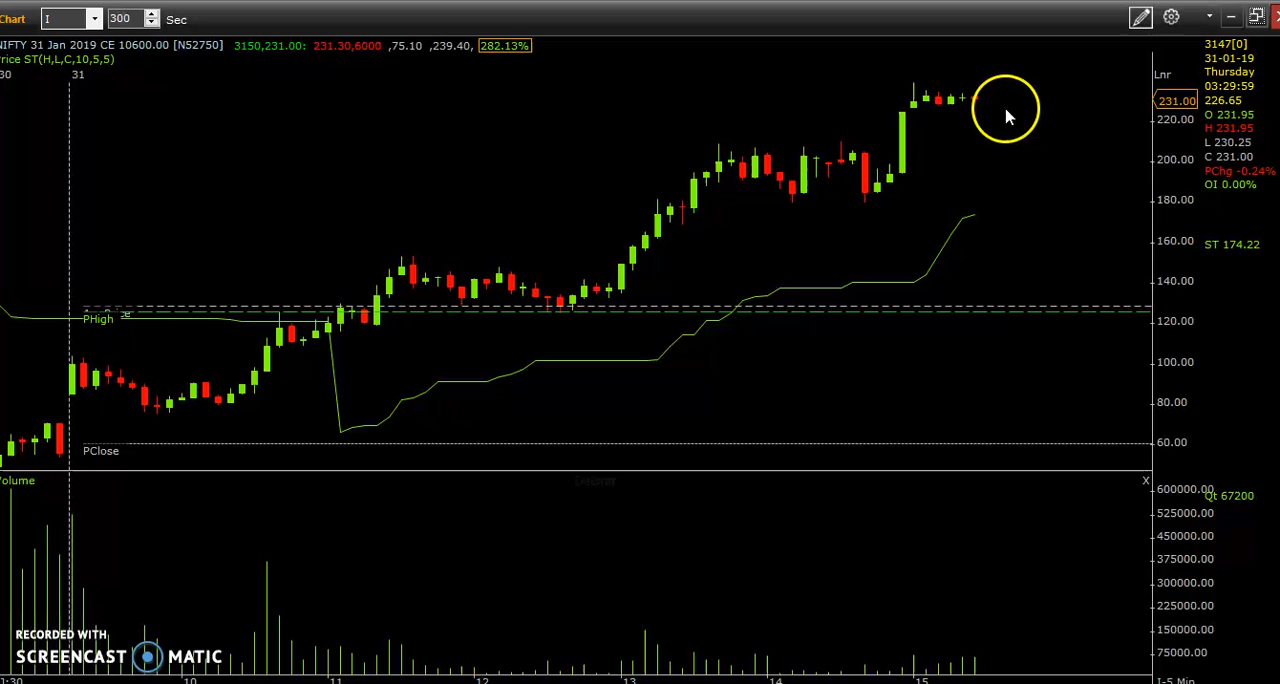 Chart I 300 Sec
NIFTY 31 Jan 2019 CE 10600.00 [N52750] 3150,231.00: 231.30,6000 ,75.10 ,239.40, 282.13%
rice ST(H,L,C,10,5,5)
30 31
Lnr
231.00
220.00
200.00
180.00
160.00
140.00
120.00
100.00
80.00
60.00
3147[0]
31-01-19
Thursday
03:29:59
226.65
O 231.95
H 231.95
L 230.25
C 231.00
PChg -0.24%
OI 0.00%
ST 174.22
PHigh
PClose
Volume
X
600000.00
525000.00
450000.00
375000.00
300000.00
225000.00
150000.00
75000.00
Qt 67200
RECORDED WITH
SCREENCAST MATIC
1:30 10 11 12 13 14 15 I-5 Min